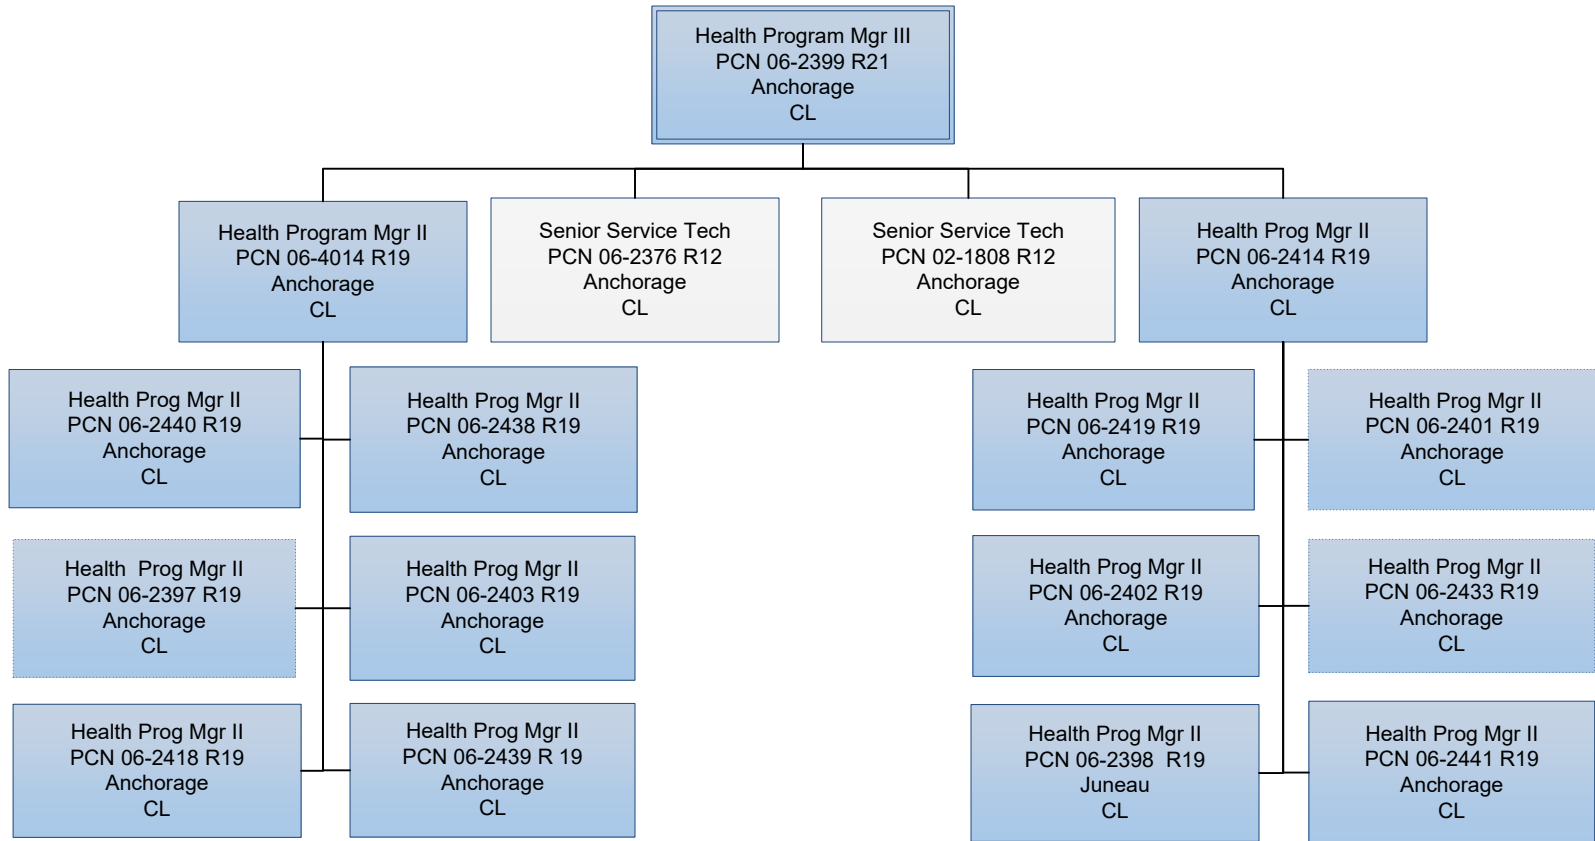 Health Program Mgr III
PCN 06-2399 R21
Anchorage
CL
Health Program Mgr II
PCN 06-4014 R19
Anchorage
CL
Senior Service Tech
PCN 06-2376 R12
Anchorage
CL
Senior Service Tech
PCN 02-1808 R12
Anchorage
CL
Health Prog Mgr II
PCN 06-2414 R19
Anchorage
CL
Health Prog Mgr II
PCN 06-2440 R19
Anchorage
CL
Health Prog Mgr II
PCN 06-2438 R19
Anchorage
CL
Health Prog Mgr II
PCN 06-2419 R19
Anchorage
CL
Health Prog Mgr II
PCN 06-2401 R19
Anchorage
CL
Health  Prog Mgr II
PCN 06-2397 R19
Anchorage
CL
Health Prog Mgr II
PCN 06-2403 R19
Anchorage
CL
Health Prog Mgr II
PCN 06-2402 R19
Anchorage
CL
Health Prog Mgr II
PCN 06-2433 R19
Anchorage
CL
Health Prog Mgr II
PCN 06-2418 R19
Anchorage
CL
Health Prog Mgr II
PCN 06-2439 R 19
Anchorage
CL
Health Prog Mgr II
PCN 06-2398  R19
Juneau
CL
Health Prog Mgr II
PCN 06-2441 R19
Anchorage
CL